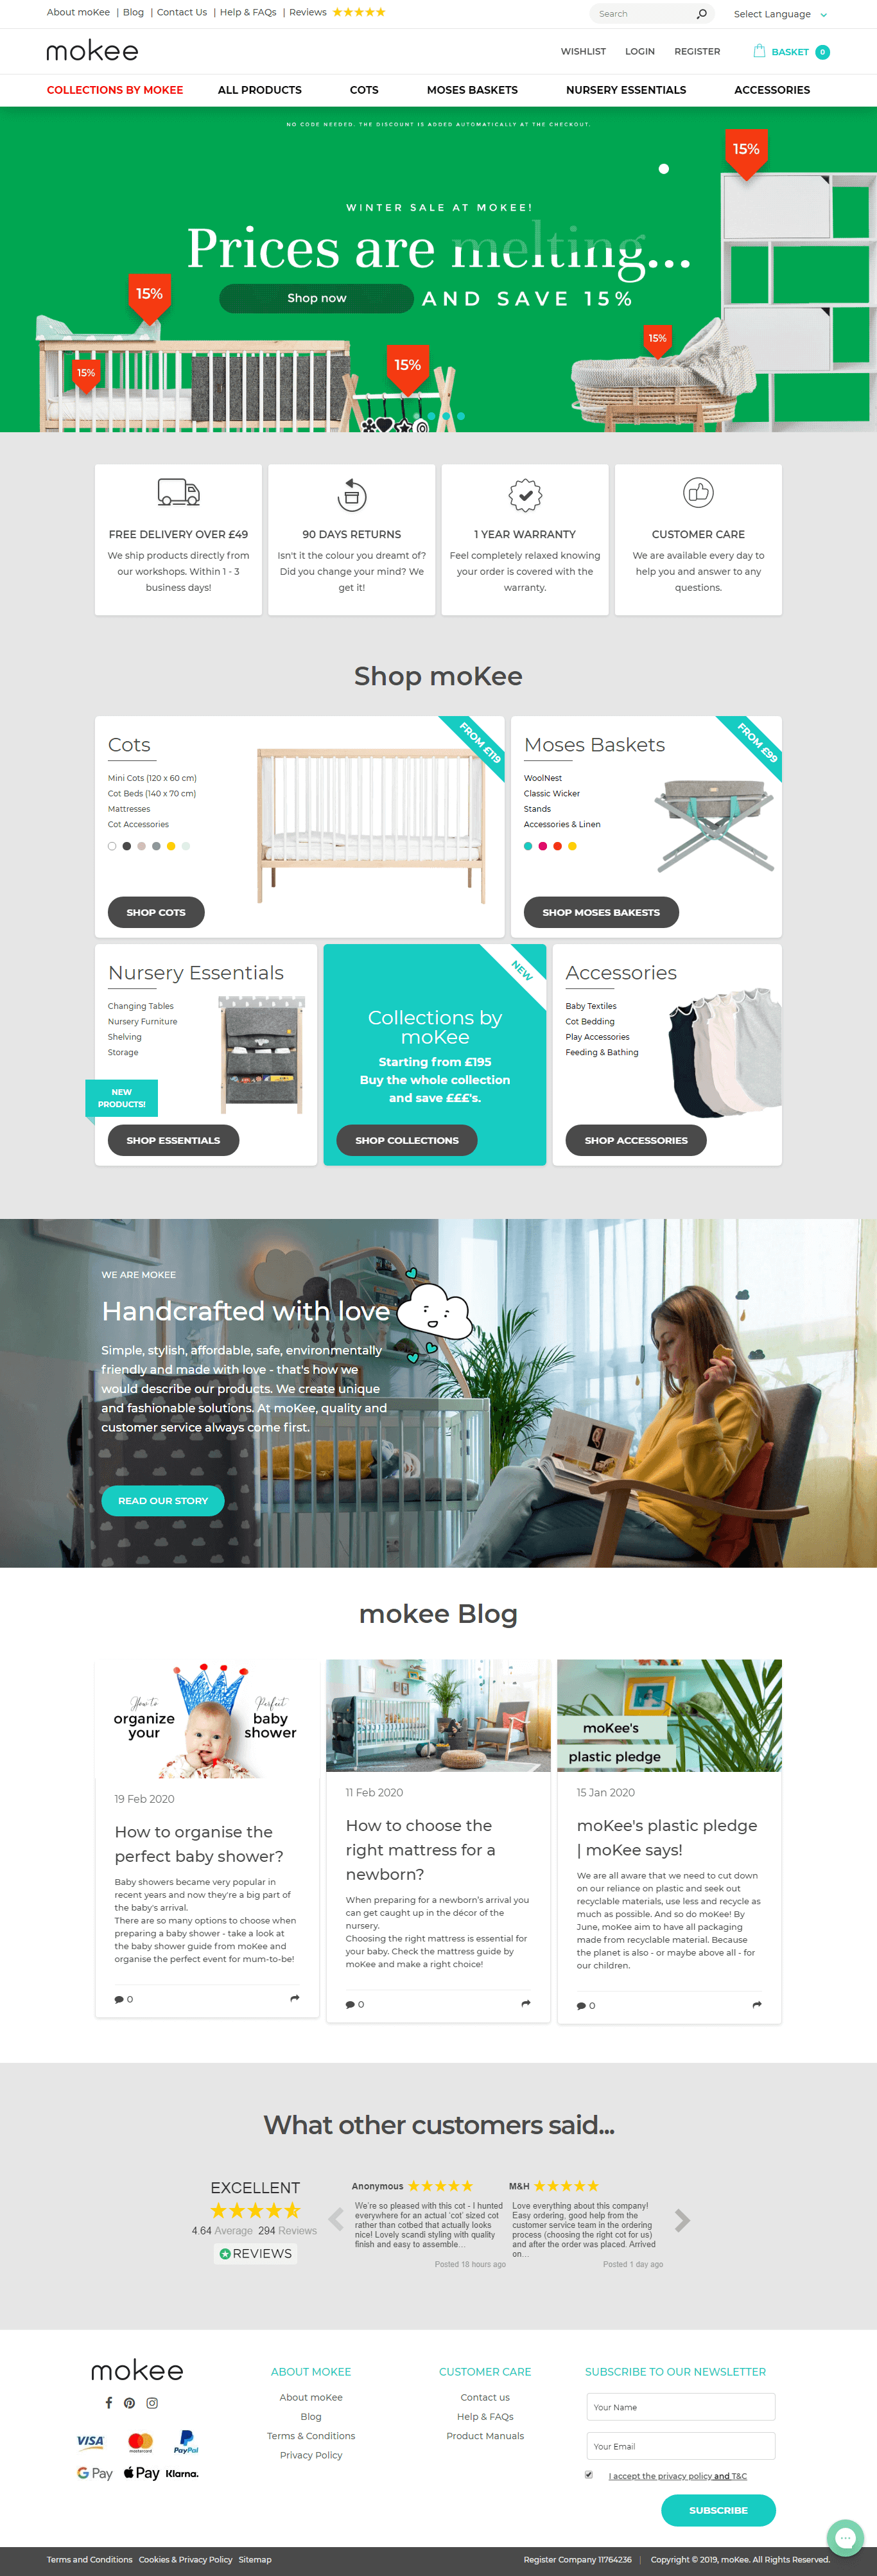 About moKee | Blog | Contact Us | Help & FAQs | Reviews
Search
Select Language
mokee
WISHLIST LOGIN REGISTER BASKET 0
COLLECTIONS BY MOKEE ALL PRODUCTS COTS MOSES BASKETS NURSERY ESSENTIALS ACCESSORIES
NO CODE NEEDED. THE DISCOUNT IS ADDED AUTOMATICALLY AT THE CHECKOUT.
15%
WINTER SALE AT MOKEE!
Prices are melting...
Shop now
AND SAVE 15%
15%
15%
15%
15%
FREE DELIVERY OVER £49
We ship products directly from
our workshops. Within 1 - 3
business days!
90 DAYS RETURNS
Isn't it the colour you dreamt of?
Did you change your mind? We
get it!
1 YEAR WARRANTY
Feel completely relaxed knowing
your order is covered with the
warranty.
CUSTOMER CARE
We are available every day to
help you and answer to any
questions.
Shop moKee
Cots
Mini Cots (120 x 60 cm)
Cot Beds (140 x 70 cm)
Mattresses
Cot Accessories
SHOP COTS
FROM £119
Moses Baskets
WoolNest
Classic Wicker
Stands
Accessories & Linen
SHOP MOSES BAKESTS
FROM £99
Nursery Essentials
Changing Tables
Nursery Furniture
Shelving
Storage
NEW
PRODUCTS!
SHOP ESSENTIALS
NEW
Collections by
moKee
Starting from £195
Buy the whole collection
and save £££'s.
SHOP COLLECTIONS
Accessories
Baby Textiles
Cot Bedding
Play Accessories
Feeding & Bathing
SHOP ACCESSORIES
WE ARE MOKEE
Handcrafted with love
Simple, stylish, affordable, safe, environmentally
friendly and made with love - that's how we
would describe our products. We create unique
and fashionable solutions. At moKee, quality and
customer service always come first.
READ OUR STORY
mokee Blog
How to
organize
your
Perfect
baby
shower
19 Feb 2020
How to organise the
perfect baby shower?
Baby showers became very popular in
recent years and now they're a big part of
the baby's arrival.
There are so many options to choose when
preparing a baby shower - take a look at
the baby shower guide from moKee and
organise the perfect event for mum-to-be!
0
11 Feb 2020
How to choose the
right mattress for a
newborn?
When preparing for a newborn's arrival you
can get caught up in the décor of the
nursery.
Choosing the right mattress is essential for
your baby. Check the mattress guide by
moKee and make a right choice!
0
moKee's
plastic pledge
15 Jan 2020
moKee's plastic pledge
| moKee says!
We are all aware that we need to cut down
on our reliance on plastic and seek out
recyclable materials, use less and recycle as
much as possible. And so do moKee! By
June, moKee aim to have all packaging
made from recyclable material. Because
the planet is also - or maybe above all - for
our children.
0
What other customers said...
EXCELLENT
4.64 Average 294 Reviews
REVIEWS
Anonymous
We're so pleased with this cot - I hunted
everywhere for an actual 'cot' sized cot
rather than cotbed that actually looks
nice! Lovely scandi styling with quality
finish and easy to assemble...
Posted 18 hours ago
M&H
Love everything about this company!
Easy ordering, good help from the
customer service team in the ordering
process (choosing the right cot for us)
and after the order was placed. Arrived
on...
Posted 1 day ago
mokee
VISA mastercard PayPal
G Pay Pay Klarna.
ABOUT MOKEE
About moKee
Blog
Terms & Conditions
Privacy Policy
CUSTOMER CARE
Contact us
Help & FAQs
Product Manuals
SUBSCRIBE TO OUR NEWSLETTER
Your Name
Your Email
I accept the privacy policy and T&C
SUBSCRIBE
Terms and Conditions Cookies & Privacy Policy Sitemap
Register Company 11764236 | Copyright © 2019, moKee. All Rights Reserved.